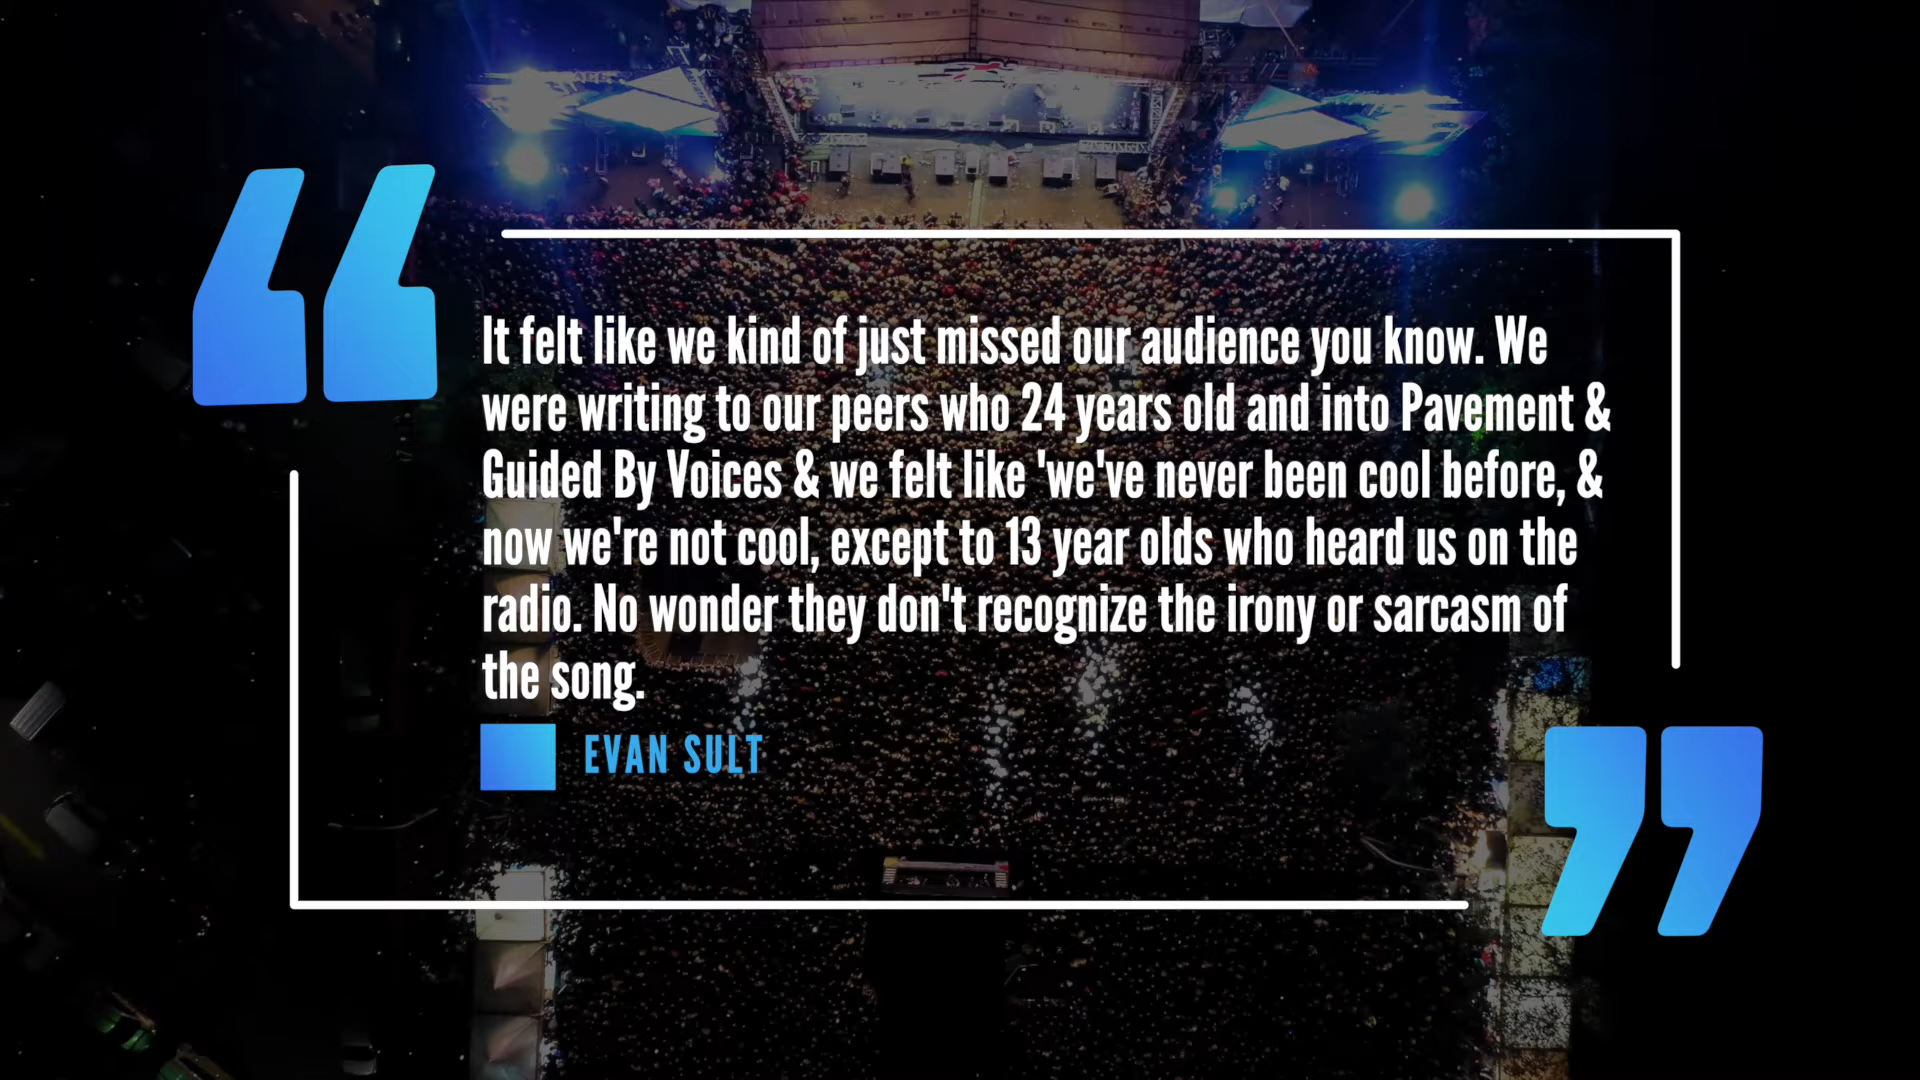 It felt like we kind of just missed our audience you know. We
were writing to our peers who 24 years old and into Pavement &
Guided By Voices & we felt like 'we've never been cool before, &
now we're not cool, except to 13 year olds who heard us on the
radio. No wonder they don't recognize the irony or sarcasm of
the song.
EVAN SULT